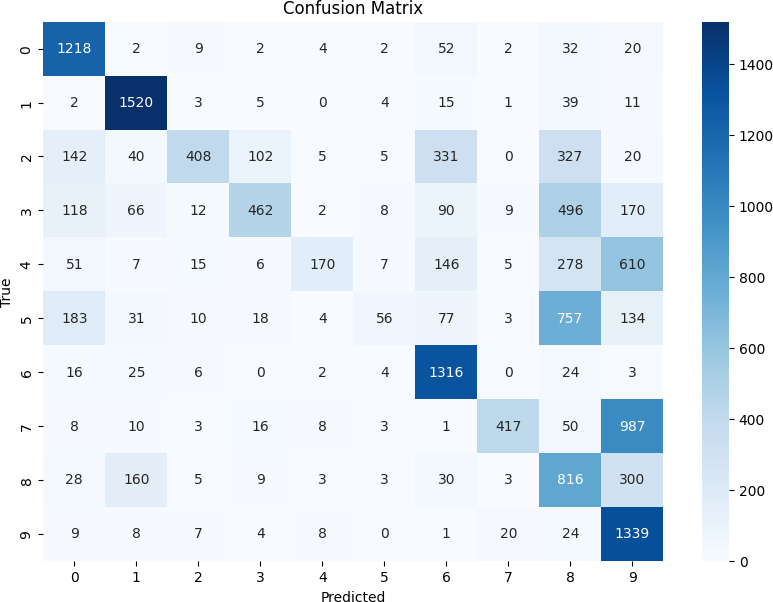 Confusion Matrix
0 1218 2 9 2 4 2 52 2 32 20
1 2 1520 3 5 0 4 15 1 39 11
2 142 40 408 102 5 5 331 0 327 20
3 118 66 12 462 2 8 90 9 496 170
4 51 7 15 6 170 7 146 5 278 610
5 183 31 10 18 4 56 77 3 757 134
6 16 25 6 0 2 4 1316 0 24 3
7 8 10 3 16 8 3 1 417 50 987
8 28 160 5 9 3 3 30 3 816 300
9 9 8 7 4 8 0 1 20 24 1339
0 1 2 3 4 5 6 7 8 9
Predicted
True
1400
1200
1000
800
600
400
200
0